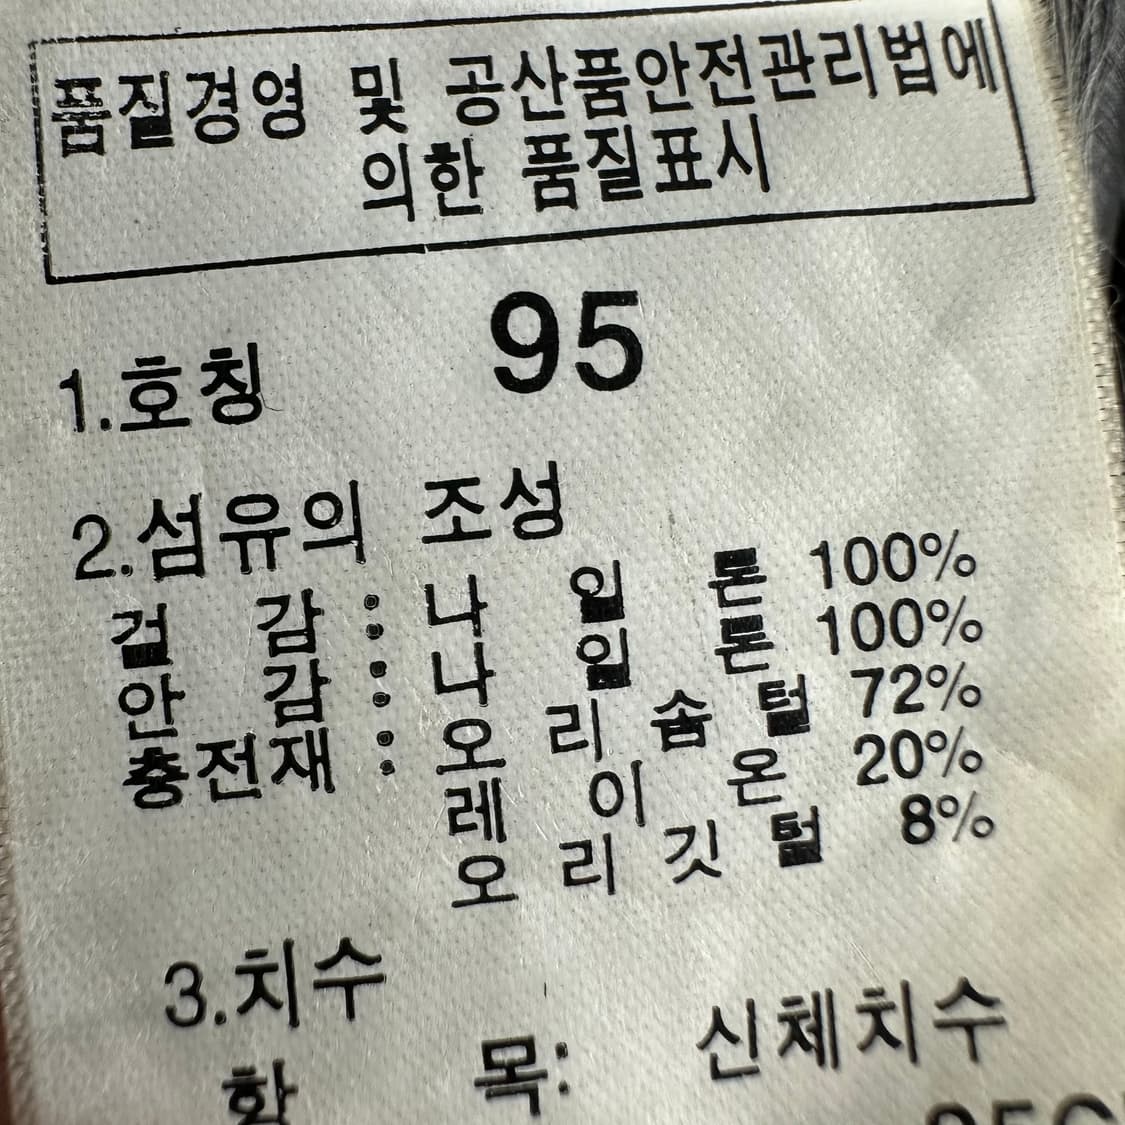 품질경영 및 공산품안전관리법에
의한 품질표시
1.호칭 95
2.섬유의 조성
겉 감 : 나 일 론 100%
안 감 : 나 일 론 100%
충전재 : 오 리 솜 털 72%
레 이 온 20%
오 리 깃 털 8%
3.치수
항 목: 신체치수